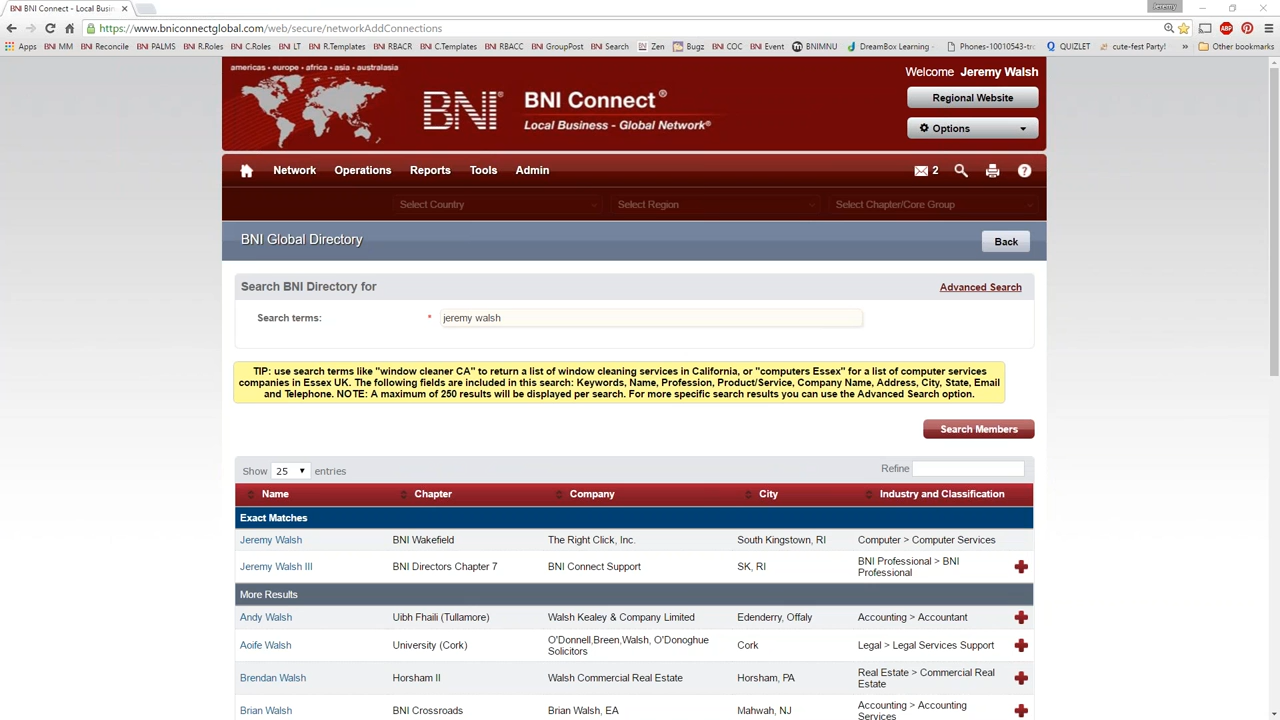 Jeremy
BNI Connect - Local Busin
https://www.bniconnectglobal.com/web/secure/networkAddConnections
Apps BNI MM BNI Reconcile BNI PALMS BNI R.Roles BNI C.Roles BNI LT BNI R.Templates BNI RBACR BNI C.Templates BNI RBACC BNI GroupPost BNI Search Zen Bugz BNI COC BNI Event BNIMNU DreamBox Learning - Phones-10010543-tro QUIZLET cute-fest Party! » Other bookmarks
americas • europe • africa • asia • australasia
BNI®
BNI Connect®
Local Business - Global Network®
Welcome Jeremy Walsh
Regional Website
Options
Network Operations Reports Tools Admin 2 ?
Select Country Select Region Select Chapter/Core Group
BNI Global Directory Back
Search BNI Directory for Advanced Search
Search terms: * jeremy walsh
TIP: use search terms like "window cleaner CA" to return a list of window cleaning services in California, or "computers Essex" for a list of computer services
companies in Essex UK. The following fields are included in this search: Keywords, Name, Profession, Product/Service, Company Name, Address, City, State, Email
and Telephone. NOTE: A maximum of 250 results will be displayed per search. For more specific search results you can use the Advanced Search option.
Search Members
Show 25 entries Refine
Name Chapter Company City Industry and Classification
Exact Matches
Jeremy Walsh BNI Wakefield The Right Click, Inc. South Kingstown, RI Computer > Computer Services
Jeremy Walsh III BNI Directors Chapter 7 BNI Connect Support SK, RI BNI Professional > BNI
Professional
More Results
Andy Walsh Uibh Fhaili (Tullamore) Walsh Kealey & Company Limited Edenderry, Offaly Accounting > Accountant
Aoife Walsh University (Cork) O'Donnell,Breen,Walsh, O'Donoghue
Solicitors Cork Legal > Legal Services Support
Brendan Walsh Horsham II Walsh Commercial Real Estate Horsham, PA Real Estate > Commercial Real
Estate
Brian Walsh BNI Crossroads Brian Walsh, EA Mahwah, NJ Accounting > Accounting
Services